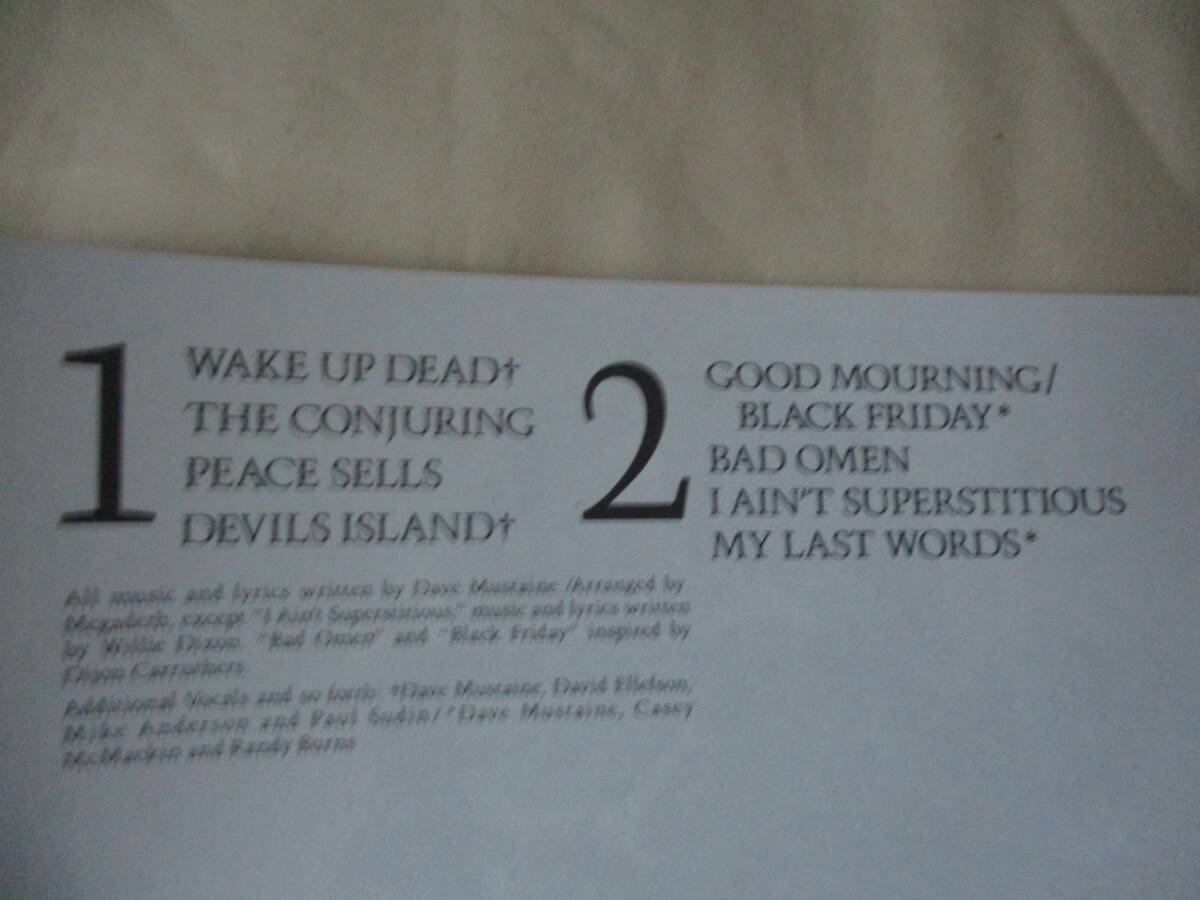 1
WAKE UP DEAD†
THE CONJURING
PEACE SELLS
DEVILS ISLAND†
2
GOOD MOURNING/
BLACK FRIDAY*
BAD OMEN
I AIN'T SUPERSTITIOUS
MY LAST WORDS*
All music and lyrics written by Dave Mustaine/Arranged by
Megadeth, except "I Ain't Superstitious," music and lyrics written
by Willie Dixon. "Bad Omen" and "Black Friday" inspired by
Dijon Carruthers
Additional Vocals and so forth: Dave Mustaine, David Ellefson,
Mike Anderson and Paul Dave Mustaine, Casey
McMackin and Randy Burns